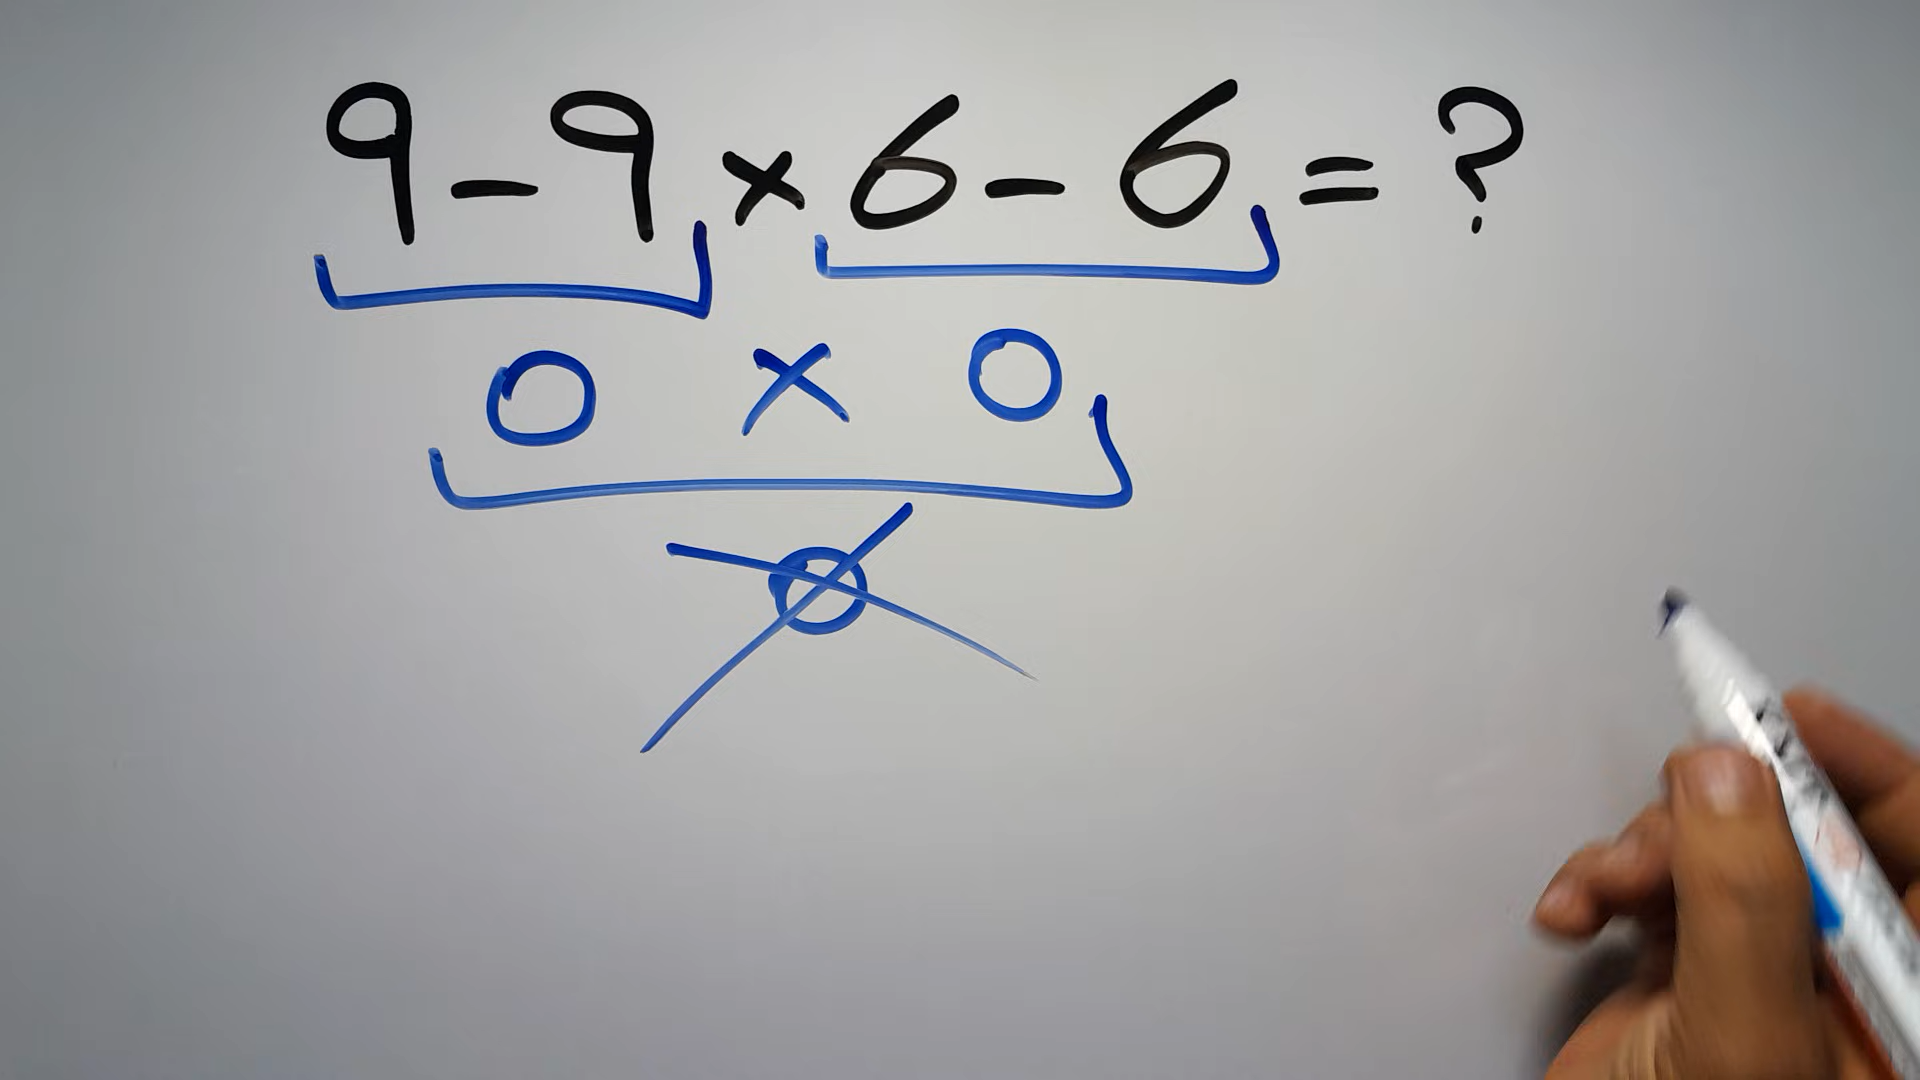 9 - 9 × 6 - 6 = ?
0 × 0
0